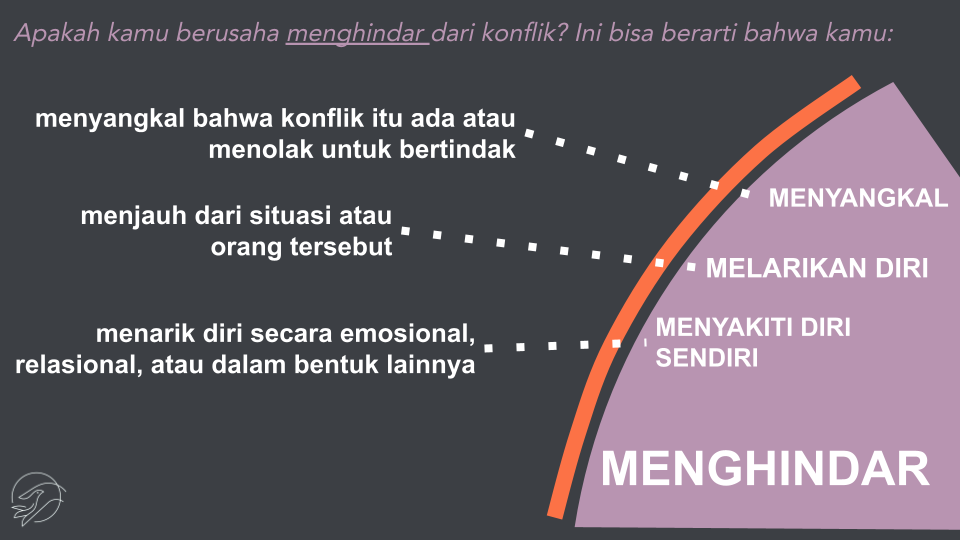 Apakah kamu berusaha menghindar dari konflik? Ini bisa berarti bahwa kamu:
menyangkal bahwa konflik itu ada atau
menolak untuk bertindak
MENYANGKAL
menjauh dari situasi atau
orang tersebut
MELARIKAN DIRI
menarik diri secara emosional,
relasional, atau dalam bentuk lainnya
MENYAKITI DIRI
SENDIRI
MENGHINDAR